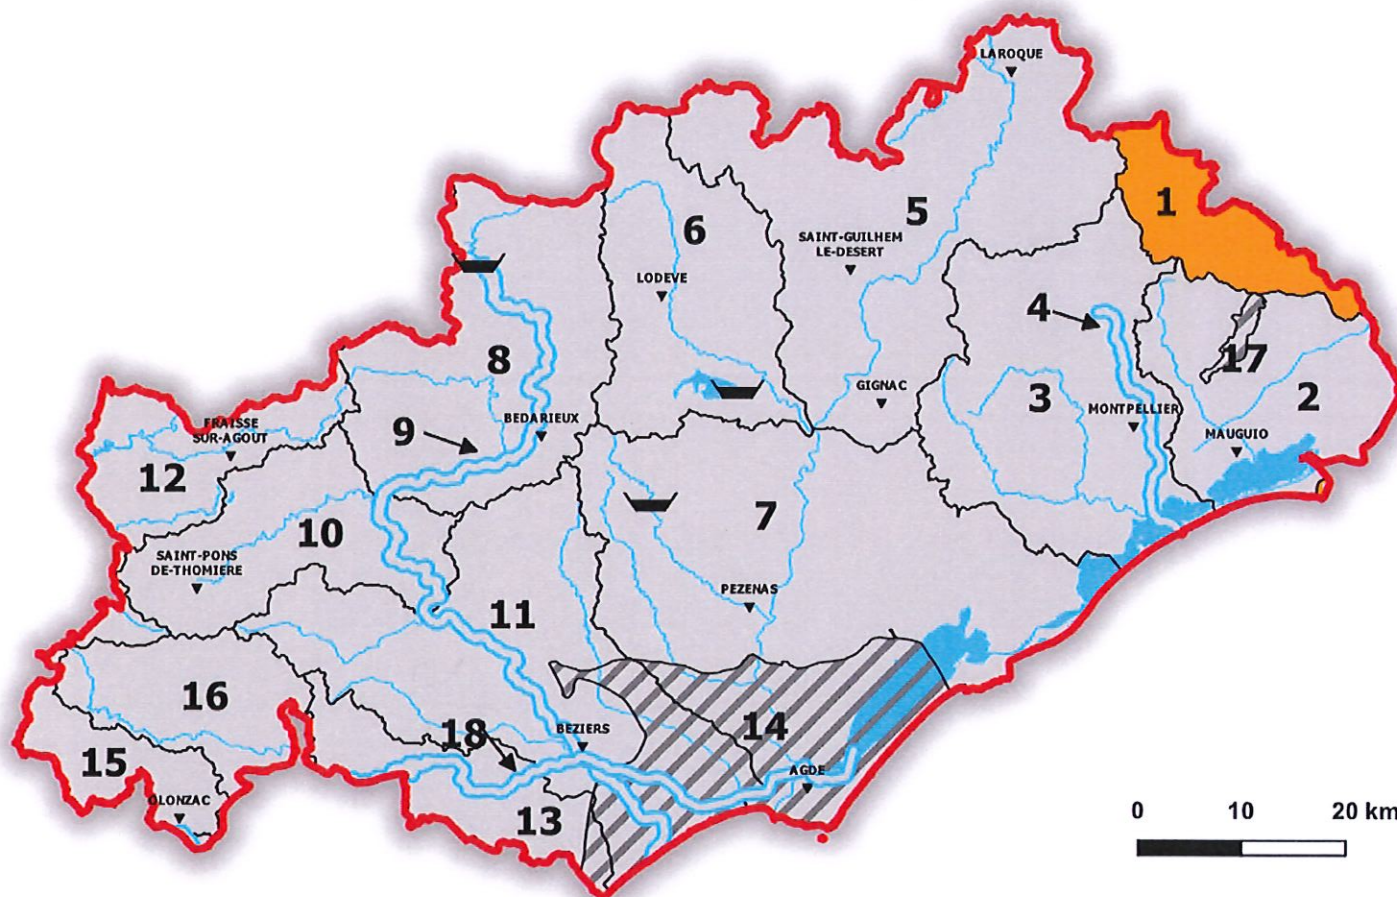 LAROQUE
1
5
6
SAINT-GUILHEM
LE-DESERT
LODEVE
4
8
17
GIGNAC
2
3
MONTPELLIER
BEDARIEUX
FRAISSE
SUR-AGOUT
9
MAUGUIO
12
7
10
SAINT-PONS
DE-THOMIERE
PEZENAS
11
16
14
BEZIERS
18
15
AGDE
OLONZAC
13
0 10 20 km